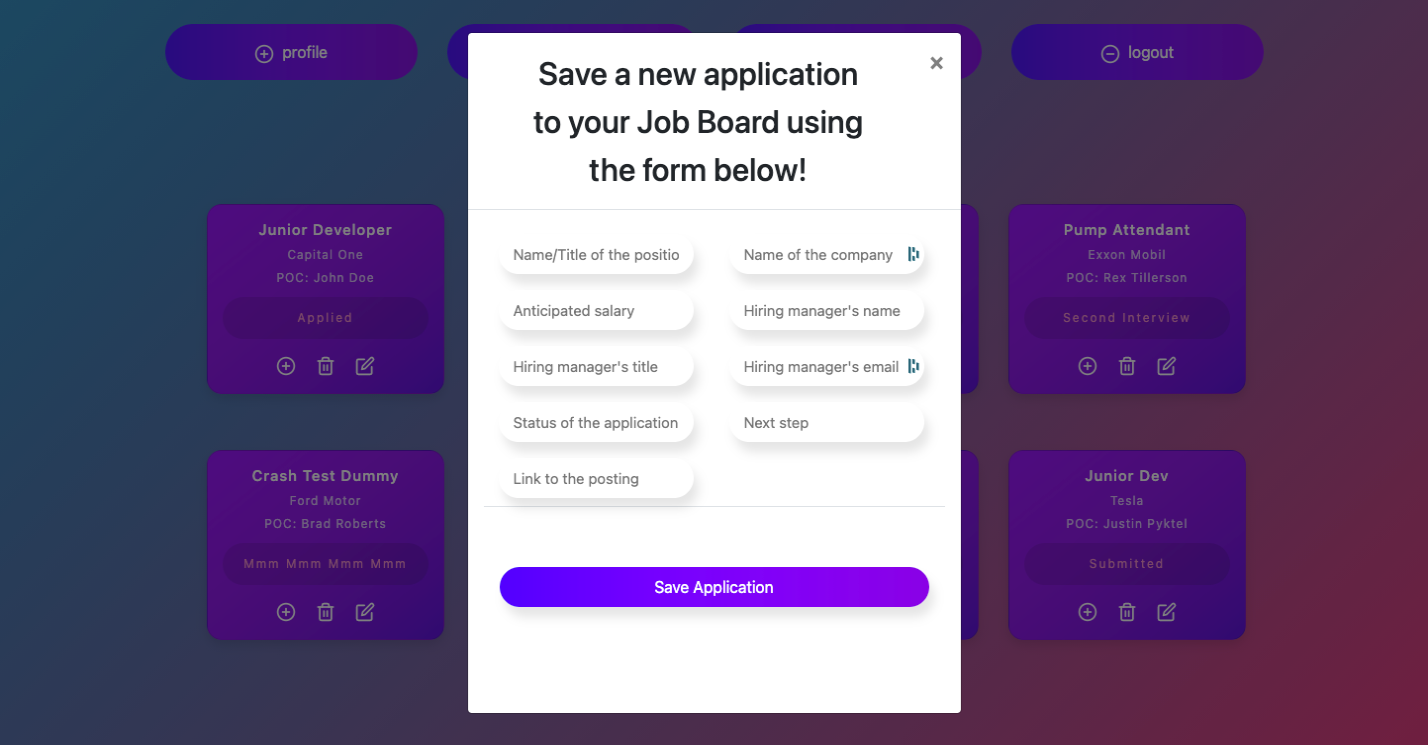 profile
logout
Save a new application
to your Job Board using
the form below!
×
Name/Title of the positio
Name of the company
Anticipated salary
Hiring manager's name
Hiring manager's title
Hiring manager's email
Status of the application
Next step
Link to the posting
Save Application
Junior Developer
Capital One
POC: John Doe
Applied
Pump Attendant
Exxon Mobil
POC: Rex Tillerson
Second Interview
Crash Test Dummy
Ford Motor
POC: Brad Roberts
Mmm Mmm Mmm Mmm
Junior Dev
Tesla
POC: Justin Pyktel
Submitted